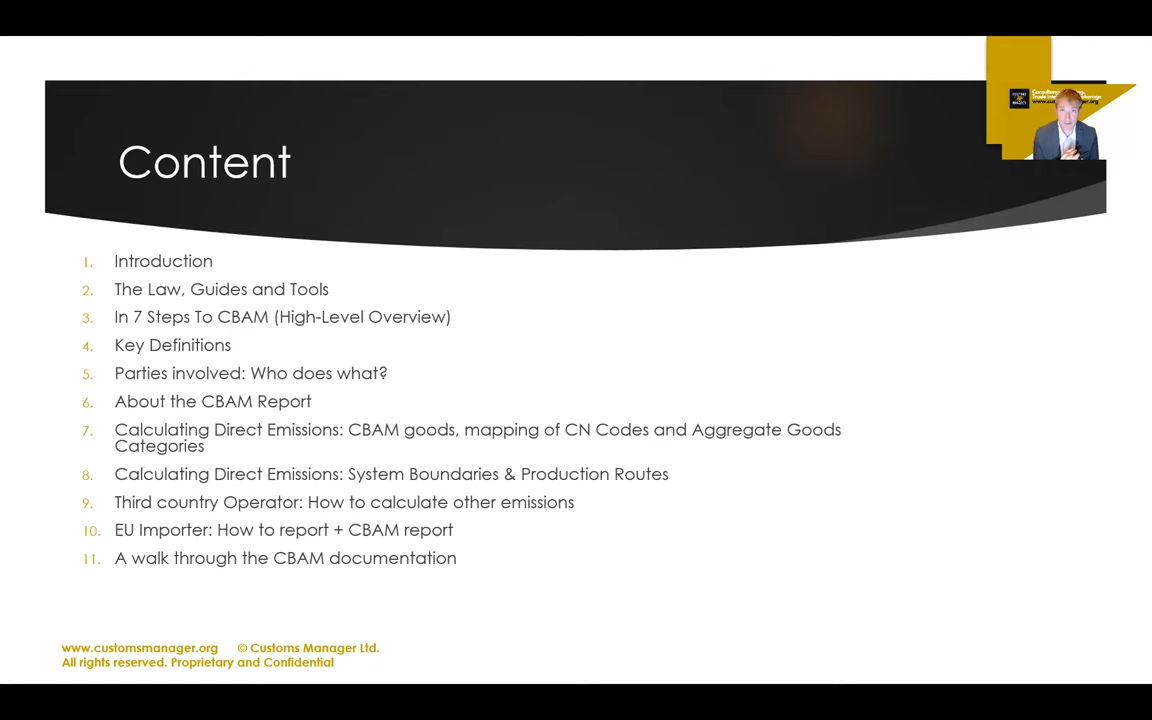 Content
CUSTOMS
MANAGER
1. Introduction
2. The Law, Guides and Tools
3. In 7 Steps To CBAM (High-Level Overview)
4. Key Definitions
5. Parties involved: Who does what?
6. About the CBAM Report
7. Calculating Direct Emissions: CBAM goods, mapping of CN Codes and Aggregate Goods
Categories
8. Calculating Direct Emissions: System Boundaries & Production Routes
9. Third country Operator: How to calculate other emissions
10. EU Importer: How to report + CBAM report
11. A walk through the CBAM documentation
www.customsmanager.org © Customs Manager Ltd.
All rights reserved. Proprietary and Confidential